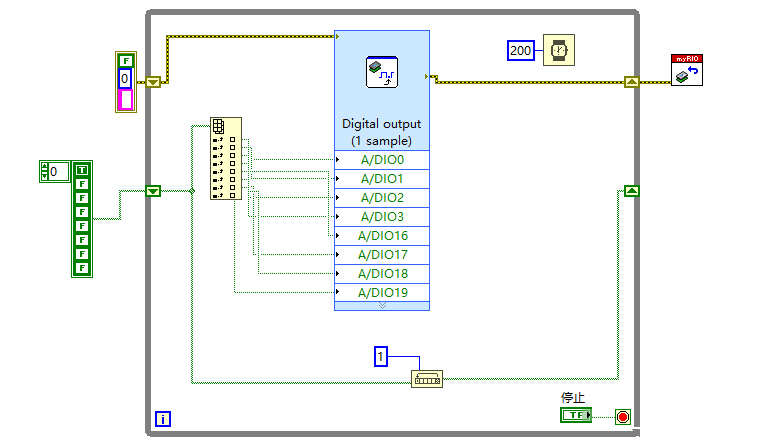 F
0
200
myRIO
Digital output
(1 sample)
0
T
F
F
F
F
F
F
F
A/DIO0
A/DIO1
A/DIO2
A/DIO3
A/DIO16
A/DIO17
A/DIO18
A/DIO19
1
停止
TF
i